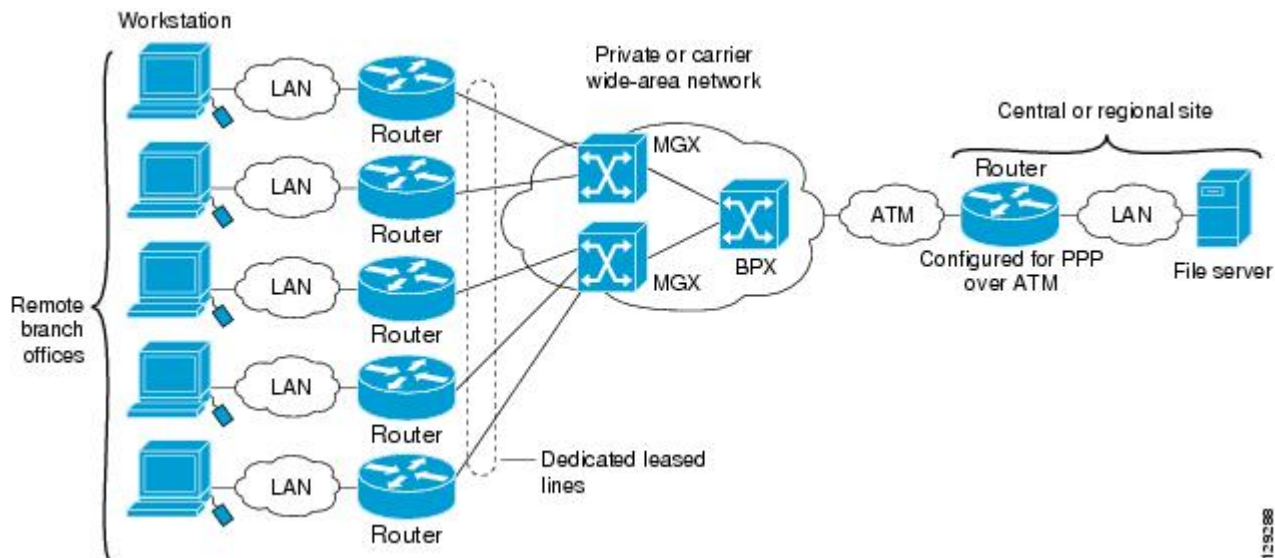 Workstation
LAN
Router
LAN
Router
LAN
Router
LAN
Router
LAN
Router
Remote
branch
offices
Dedicated leased
lines
Private or carrier
wide-area network
MGX
MGX
BPX
ATM
Central or regional site
Router
Configured for PPP
over ATM
LAN
File server
129288